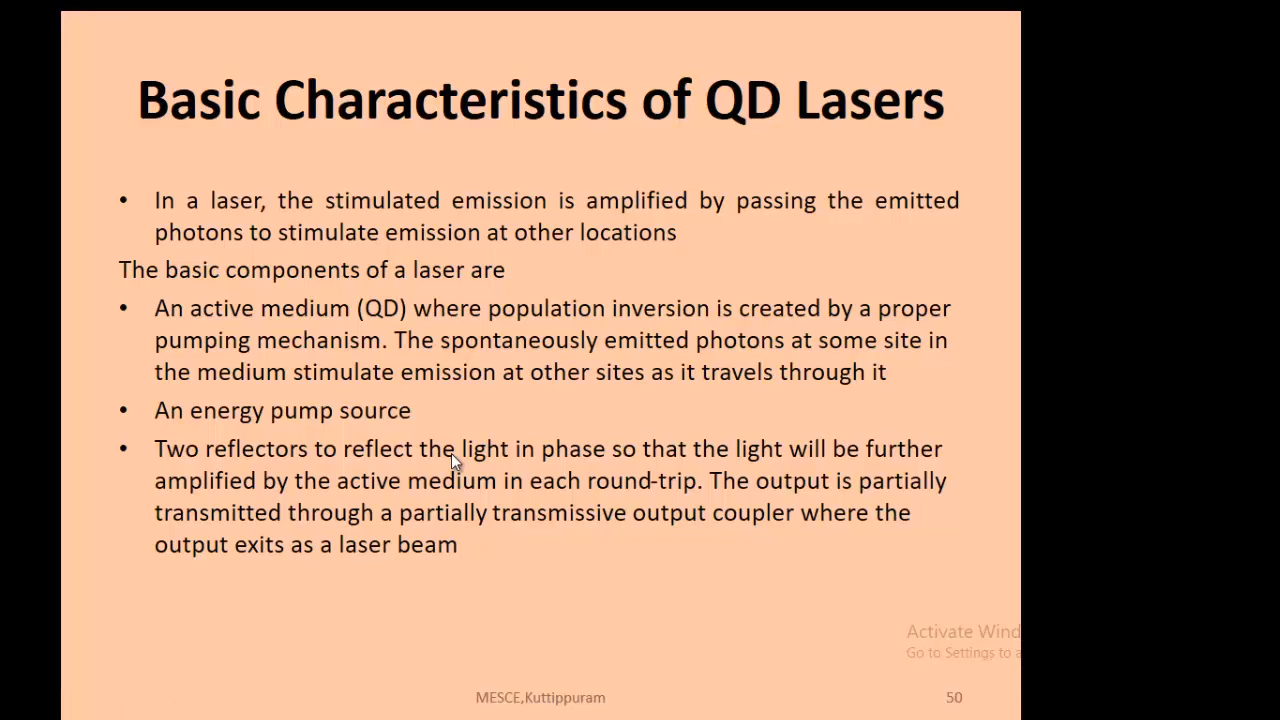 Basic Characteristics of QD Lasers
• In a laser, the stimulated emission is amplified by passing the emitted
photons to stimulate emission at other locations
The basic components of a laser are
• An active medium (QD) where population inversion is created by a proper
pumping mechanism. The spontaneously emitted photons at some site in
the medium stimulate emission at other sites as it travels through it
• An energy pump source
• Two reflectors to reflect the light in phase so that the light will be further
amplified by the active medium in each round-trip. The output is partially
transmitted through a partially transmissive output coupler where the
output exits as a laser beam
Activate Wind
Go to Settings to a
MESCE,Kuttippuram 50